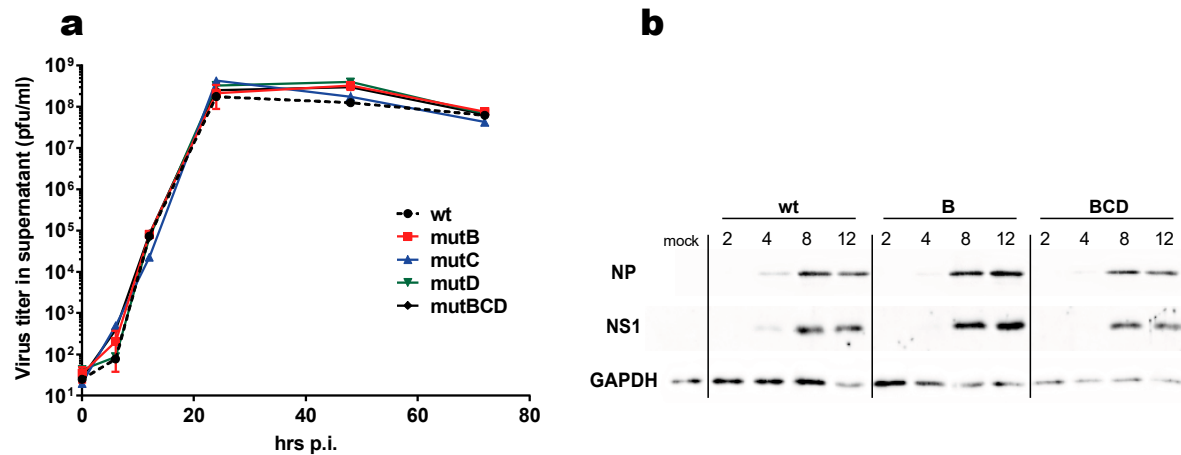 a
Virus titer in supernatant (pfu/ml)
10⁹
10⁸
10⁷
10⁶
10⁵
10⁴
10³
10²
10¹
0 20 40 60 80
hrs p.i.
wt
mutB
mutC
mutD
mutBCD
b
wt B BCD
mock 2 4 8 12 2 4 8 12 2 4 8 12
NP
NS1
GAPDH